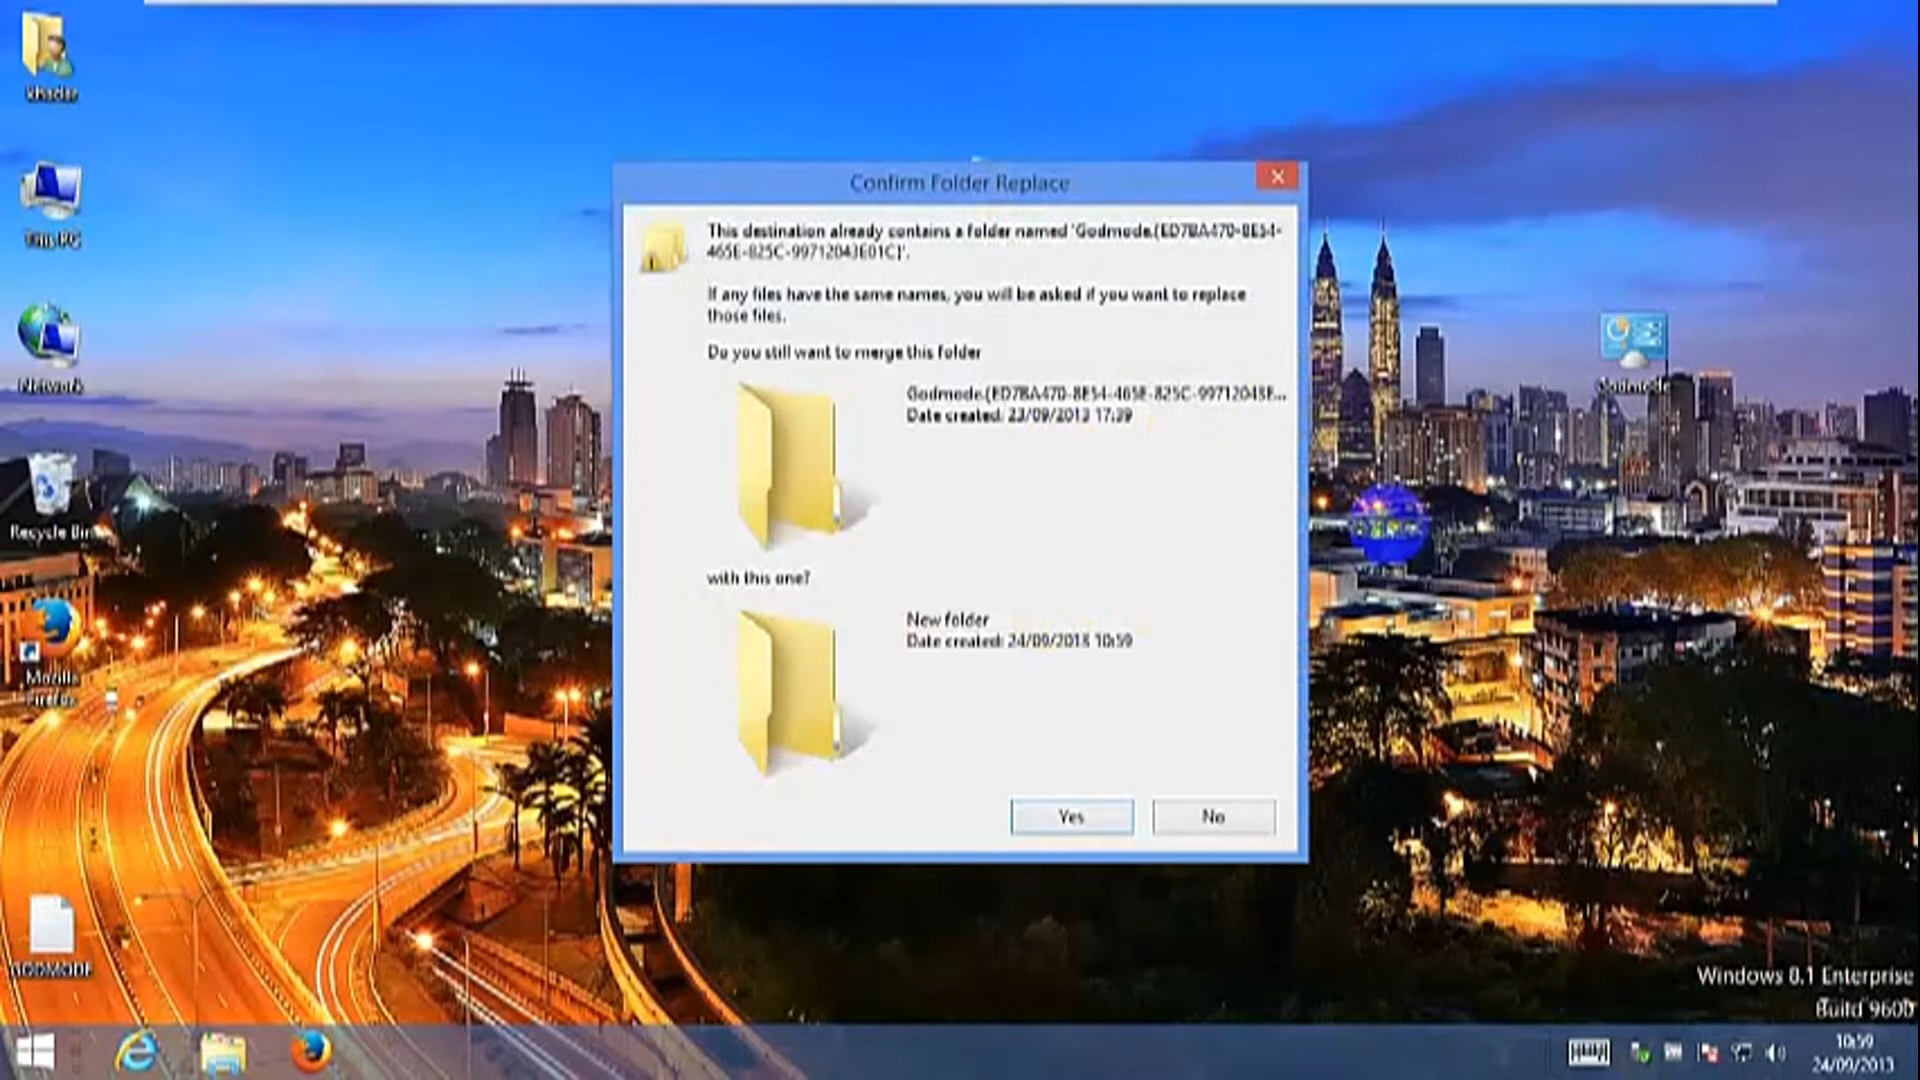 khadar
This PC
Network
Recycle Bin
Mozilla
Firefox
GODMODE
Confirm Folder Replace
This destination already contains a folder named 'Godmode.{ED7BA470-8E54-
465E-825C-99712043E01C}'.
If any files have the same names, you will be asked if you want to replace
those files.
Do you still want to merge this folder
Godmode.{ED7BA470-8E54-465E-825C-99712043E...
Date created: 23/09/2013 17:39
with this one?
New folder
Date created: 24/09/2013 10:59
Yes
No
Godmode
Windows 8.1 Enterprise
Build 9600
10:59
24/09/2013